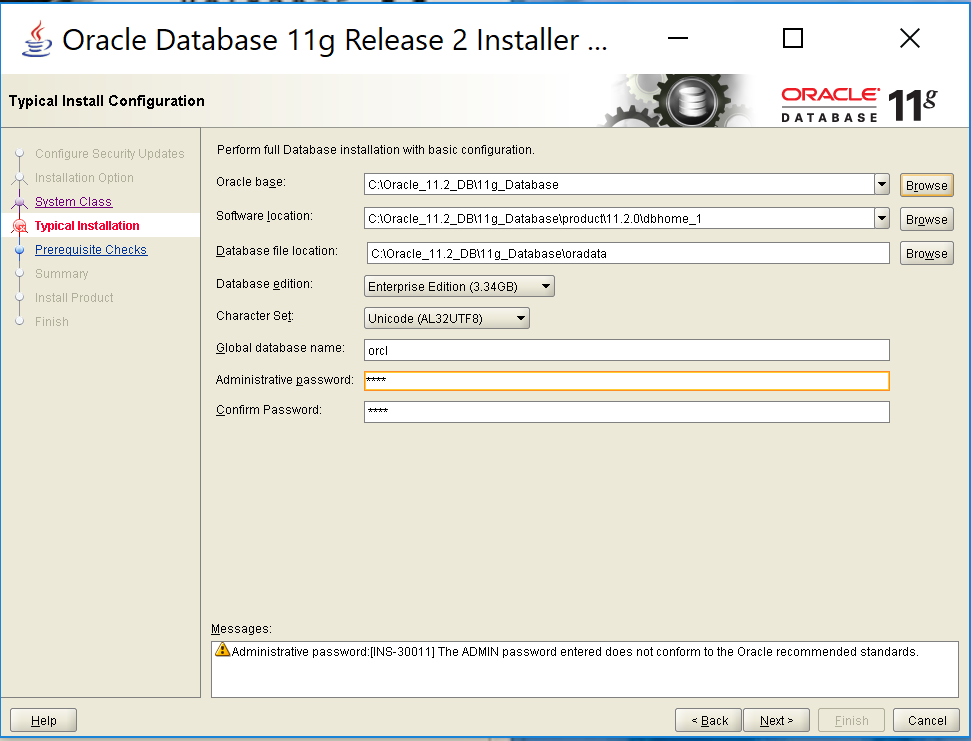 Oracle Database 11g Release 2 Installer ...
Typical Install Configuration
ORACLE
DATABASE
11g
Configure Security Updates
Installation Option
System Class
Typical Installation
Prerequisite Checks
Summary
Install Product
Finish
Perform full Database installation with basic configuration.
Oracle base: C:\Oracle_11.2_DB\11g_Database Browse
Software location: C:\Oracle_11.2_DB\11g_Database\product\11.2.0\dbhome_1 Browse
Database file location: C:\Oracle_11.2_DB\11g_Database\oradata Browse
Database edition: Enterprise Edition (3.34GB)
Character Set: Unicode (AL32UTF8)
Global database name: orcl
Administrative password: ****
Confirm Password: ****
Messages:
Administrative password:[INS-30011] The ADMIN password entered does not conform to the Oracle recommended standards.
Help < Back Next > Finish Cancel